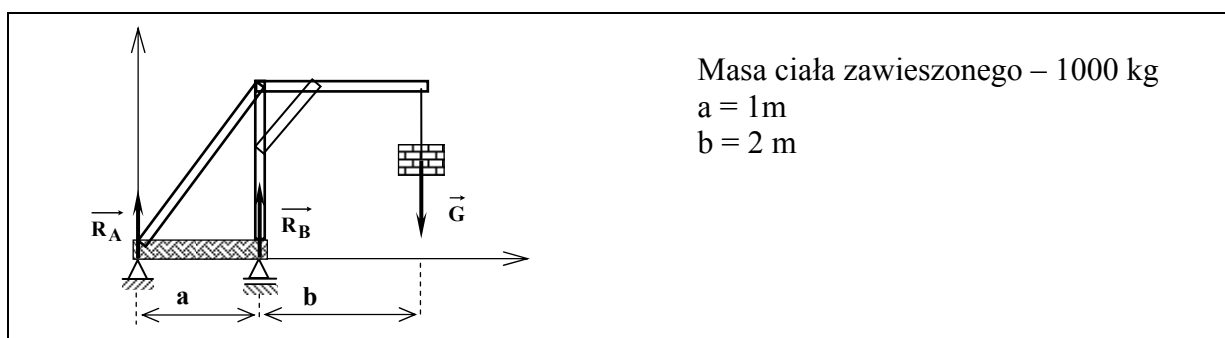 Masa ciała zawieszonego – 1000 kg
a = 1m
b = 2 m
R_A
R_B
G
a
b